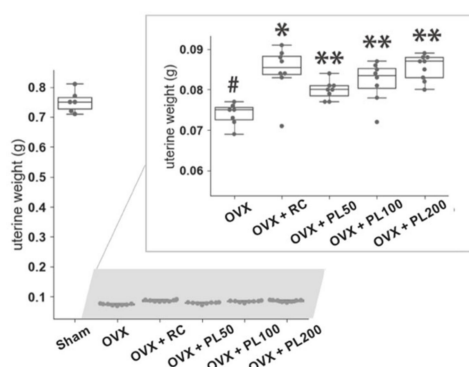 uterine weight (g)
0.8
0.7
0.6
0.5
0.4
0.3
0.2
0.1
Sham
OVX
OVX + RC
OVX + PL50
OVX + PL100
OVX + PL200
uterine weight (g)
0.09
0.08
0.07
0.06
#
*
**
**
**
OVX
OVX + RC
OVX + PL50
OVX + PL100
OVX + PL200